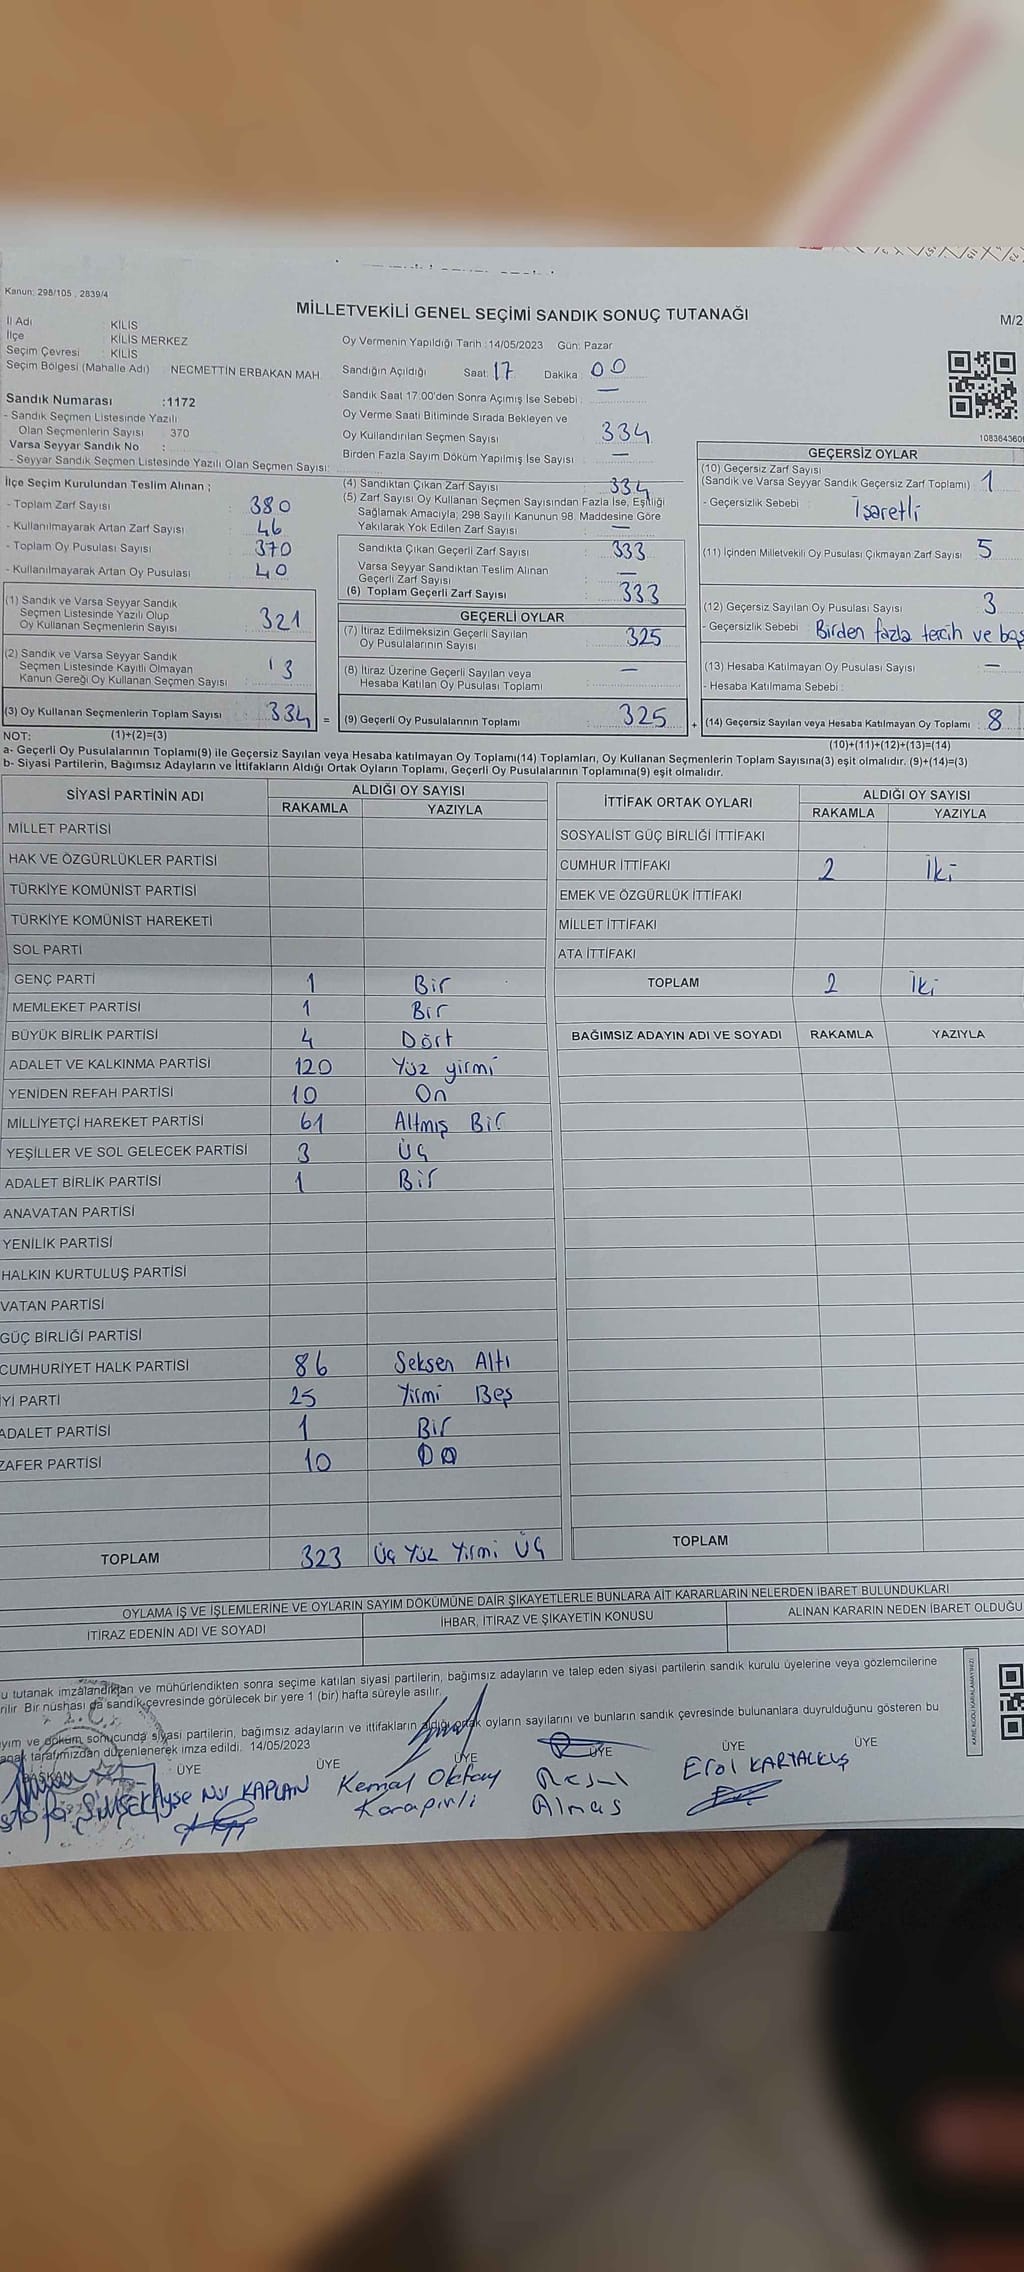 Kanun: 298/105 , 2839/4
MİLLETVEKİLİ GENEL SEÇİMİ SANDIK SONUÇ TUTANAĞI
M/2
İl Adı : KİLİS
İlçe : KİLİS MERKEZ
Seçim Çevresi : KİLİS
Seçim Bölgesi (Mahalle Adı) NECMETTİN ERBAKAN MAH.
Sandık Numarası :1172
- Sandık Seçmen Listesinde Yazılı
Olan Seçmenlerin Sayısı : 370
Varsa Seyyar Sandık No :
- Seyyar Sandık Seçmen Listesinde Yazılı Olan Seçmen Sayısı:
Oy Vermenin Yapıldığı Tarih :14/05/2023 Gün: Pazar
Sandığın Açıldığı Saat: 17 Dakika : 00
Sandık Saat 17.00'den Sonra Açımış İse Sebebi : —
Oy Verme Saati Bitiminde Sırada Bekleyen ve
Oy Kullandırılan Seçmen Sayısı : 334
Birden Fazla Sayım Döküm Yapılmış İse Sayısı : —
İlçe Seçim Kurulundan Teslim Alınan ;
- Toplam Zarf Sayısı : 380
- Kullanılmayarak Artan Zarf Sayısı : 46
- Toplam Oy Pusulası Sayısı : 370
- Kullanılmayarak Artan Oy Pusulası : 40
(1) Sandık ve Varsa Seyyar Sandık
Seçmen Listesinde Yazılı Olup
Oy Kullanan Seçmenlerin Sayısı : 321
(2) Sandık ve Varsa Seyyar Sandık
Seçmen Listesinde Kayıtlı Olmayan
Kanun Gereği Oy Kullanan Seçmen Sayısı : 13
(3) Oy Kullanan Seçmenlerin Toplam Sayısı : 334 =
(4) Sandıktan Çıkan Zarf Sayısı : 334
(5) Zarf Sayısı Oy Kullanan Seçmen Sayısından Fazla İse, Eşitliği
Sağlamak Amacıyla; 298 Sayılı Kanunun 98. Maddesine Göre
Yakılarak Yok Edilen Zarf Sayısı : —
Sandıkta Çıkan Geçerli Zarf Sayısı : 333
Varsa Seyyar Sandıktan Teslim Alınan
Geçerli Zarf Sayısı : —
(6) Toplam Geçerli Zarf Sayısı : 333
GEÇERLİ OYLAR
(7) İtiraz Edilmeksizin Geçerli Sayılan
Oy Pusulalarının Sayısı : 325
(8) İtiraz Üzerine Geçerli Sayılan veya
Hesaba Katılan Oy Pusulası Toplamı : —
(9) Geçerli Oy Pusulalarının Toplamı : 325 +
GEÇERSİZ OYLAR
(10) Geçersiz Zarf Sayısı
(Sandık ve Varsa Seyyar Sandık Geçersiz Zarf Toplamı) : 1
- Geçersizlik Sebebi : İşaretli
(11) İçinden Milletvekili Oy Pusulası Çıkmayan Zarf Sayısı : 5
(12) Geçersiz Sayılan Oy Pusulası Sayısı : 3
- Geçersizlik Sebebi : Birden fazla tercih ve boş
(13) Hesaba Katılmayan Oy Pusulası Sayısı : —
- Hesaba Katılmama Sebebi :
(14) Geçersiz Sayılan veya Hesaba Katılmayan Oy Toplamı : 8
NOT: (1)+(2)=(3)
(10)+(11)+(12)+(13)=(14)
a- Geçerli Oy Pusulalarının Toplamı(9) ile Geçersiz Sayılan veya Hesaba katılmayan Oy Toplamı(14) Toplamları, Oy Kullanan Seçmenlerin Toplam Sayısına(3) eşit olmalıdır. (9)+(14)=(3)
b- Siyasi Partilerin, Bağımsız Adayların ve İttifakların Aldığı Ortak Oyların Toplamı, Geçerli Oy Pusulalarının Toplamına(9) eşit olmalıdır.
SİYASİ PARTİNİN ADI
ALDIĞI OY SAYISI
RAKAMLA YAZIYLA
MİLLET PARTİSİ
HAK VE ÖZGÜRLÜKLER PARTİSİ
TÜRKİYE KOMÜNİST PARTİSİ
TÜRKİYE KOMÜNİST HAREKETİ
SOL PARTİ
GENÇ PARTİ 1 Bir
MEMLEKET PARTİSİ 1 Bir
BÜYÜK BİRLİK PARTİSİ 4 Dört
ADALET VE KALKINMA PARTİSİ 120 Yüz yirmi
YENİDEN REFAH PARTİSİ 10 On
MİLLİYETÇİ HAREKET PARTİSİ 61 Altmış Bir
YEŞİLLER VE SOL GELECEK PARTİSİ 3 Üç
ADALET BİRLİK PARTİSİ 1 Bir
ANAVATAN PARTİSİ
YENİLİK PARTİSİ
HALKIN KURTULUŞ PARTİSİ
VATAN PARTİSİ
GÜÇ BİRLİĞİ PARTİSİ
CUMHURİYET HALK PARTİSİ 86 Seksen Altı
İYİ PARTİ 25 Yirmi Beş
ADALET PARTİSİ 1 Bir
ZAFER PARTİSİ 10
TOPLAM 323 Üç Yüz Yirmi Üç
İTTİFAK ORTAK OYLARI
ALDIĞI OY SAYISI
RAKAMLA YAZIYLA
SOSYALİST GÜÇ BİRLİĞİ İTTİFAKI
CUMHUR İTTİFAKI 2 İki
EMEK VE ÖZGÜRLÜK İTTİFAKI
MİLLET İTTİFAKI
ATA İTTİFAKI
TOPLAM 2 İki
BAĞIMSIZ ADAYIN ADI VE SOYADI RAKAMLA YAZIYLA
TOPLAM
OYLAMA İŞ VE İŞLEMLERİNE VE OYLARIN SAYIM DÖKÜMÜNE DAİR ŞİKAYETLERLE BUNLARA AİT KARARLARIN NELERDEN İBARET BULUNDUKLARI
İTİRAZ EDENİN ADI VE SOYADI
İHBAR, İTİRAZ VE ŞİKAYETİN KONUSU
ALINAN KARARIN NEDEN İBARET OLDUĞU
u tutanak imzalandıktan ve mühürlendikten sonra seçime katılan siyasi partilerin, bağımsız adayların ve talep eden siyasi partilerin sandık kurulu üyelerine veya gözlemcilerine
rilir. Bir nüshası da sandık çevresinde görülecek bir yere 1 (bir) hafta süreyle asılır.
ayım ve döküm sonucunda siyasi partilerin, bağımsız adayların ve ittifakların aldığı ortak oyların sayılarını ve bunların sandık çevresinde bulunanlara duyrulduğunu gösteren bu
anak tarafımızdan düzenlenerek imza edildi. 14/05/2023
BAŞKAN ÜYE ÜYE ÜYE ÜYE ÜYE ÜYE
ŞİMŞEK
Ayşe Nur KAPLAN
Kemal Oktay
Karapirli
Resul
Almas
Erol KARTALKUŞ